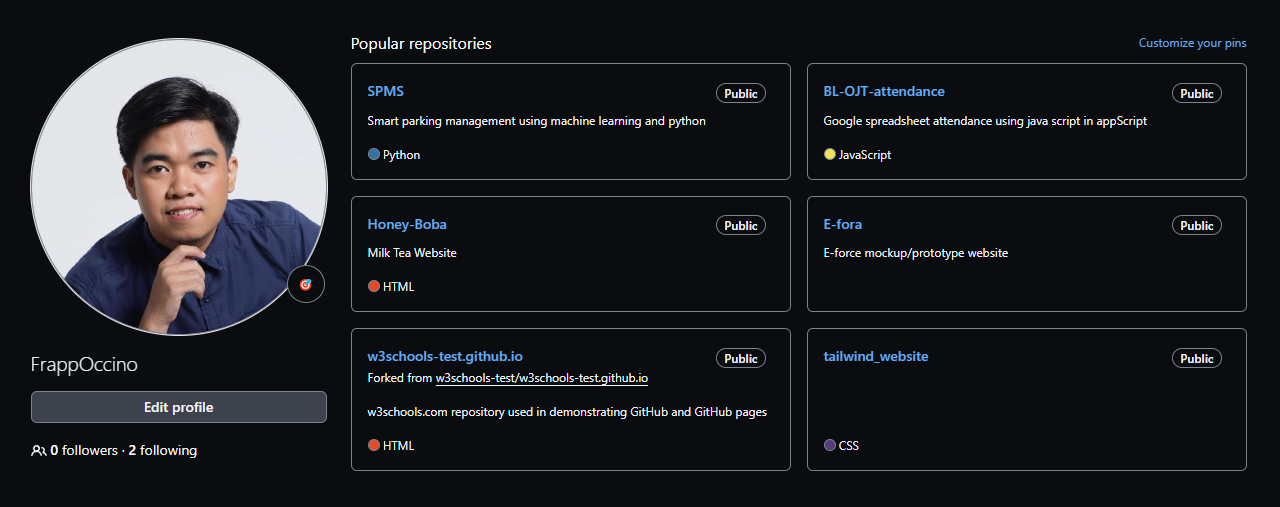 FrappOccino
Edit profile
0 followers · 2 following
Popular repositories
Customize your pins
SPMS
Public
Smart parking management using machine learning and python
Python
BL-OJT-attendance
Public
Google spreadsheet attendance using java script in appScript
JavaScript
Honey-Boba
Public
Milk Tea Website
HTML
E-fora
Public
E-force mockup/prototype website
w3schools-test.github.io
Public
Forked from w3schools-test/w3schools-test.github.io
w3schools.com repository used in demonstrating GitHub and GitHub pages
HTML
tailwind_website
Public
CSS